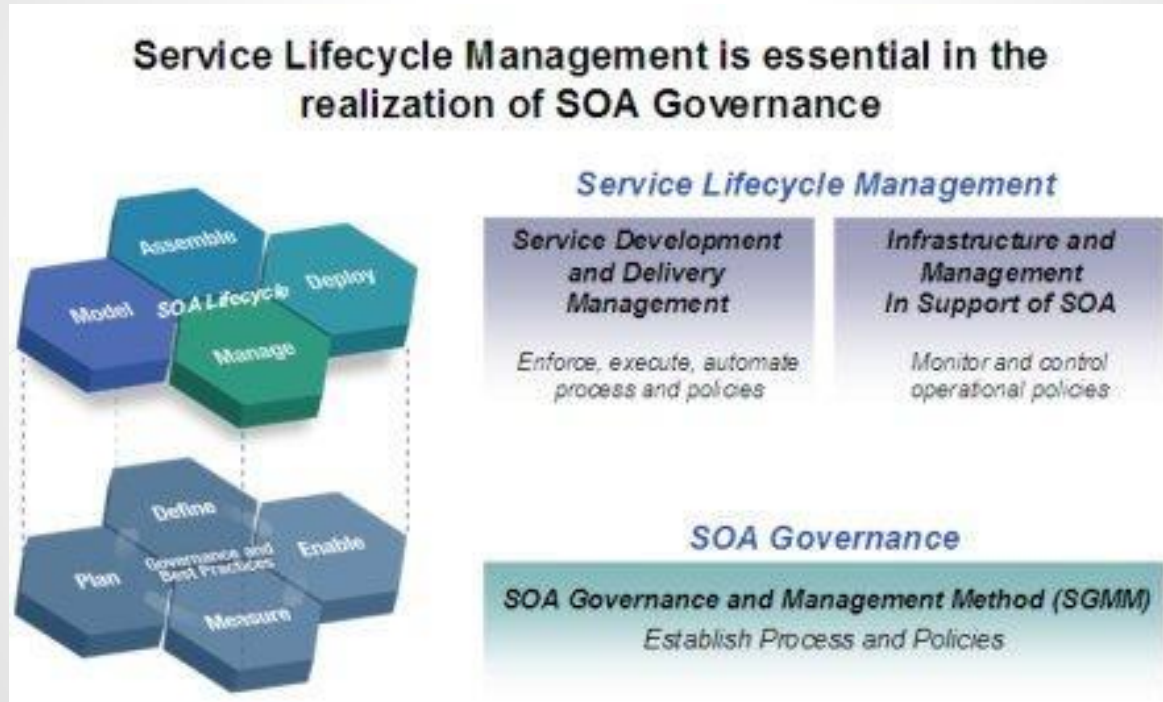 Service Lifecycle Management is essential in the
realization of SOA Governance
Assemble
Model
SOA Lifecycle
Deploy
Manage
Define
Plan
Governance and
Best Practices
Enable
Measure
Service Lifecycle Management
Service Development
and Delivery
Management
Enforce, execute, automate
process and policies
Infrastructure and
Management
In Support of SOA
Monitor and control
operational policies
SOA Governance
SOA Governance and Management Method (SGMM)
Establish Process and Policies